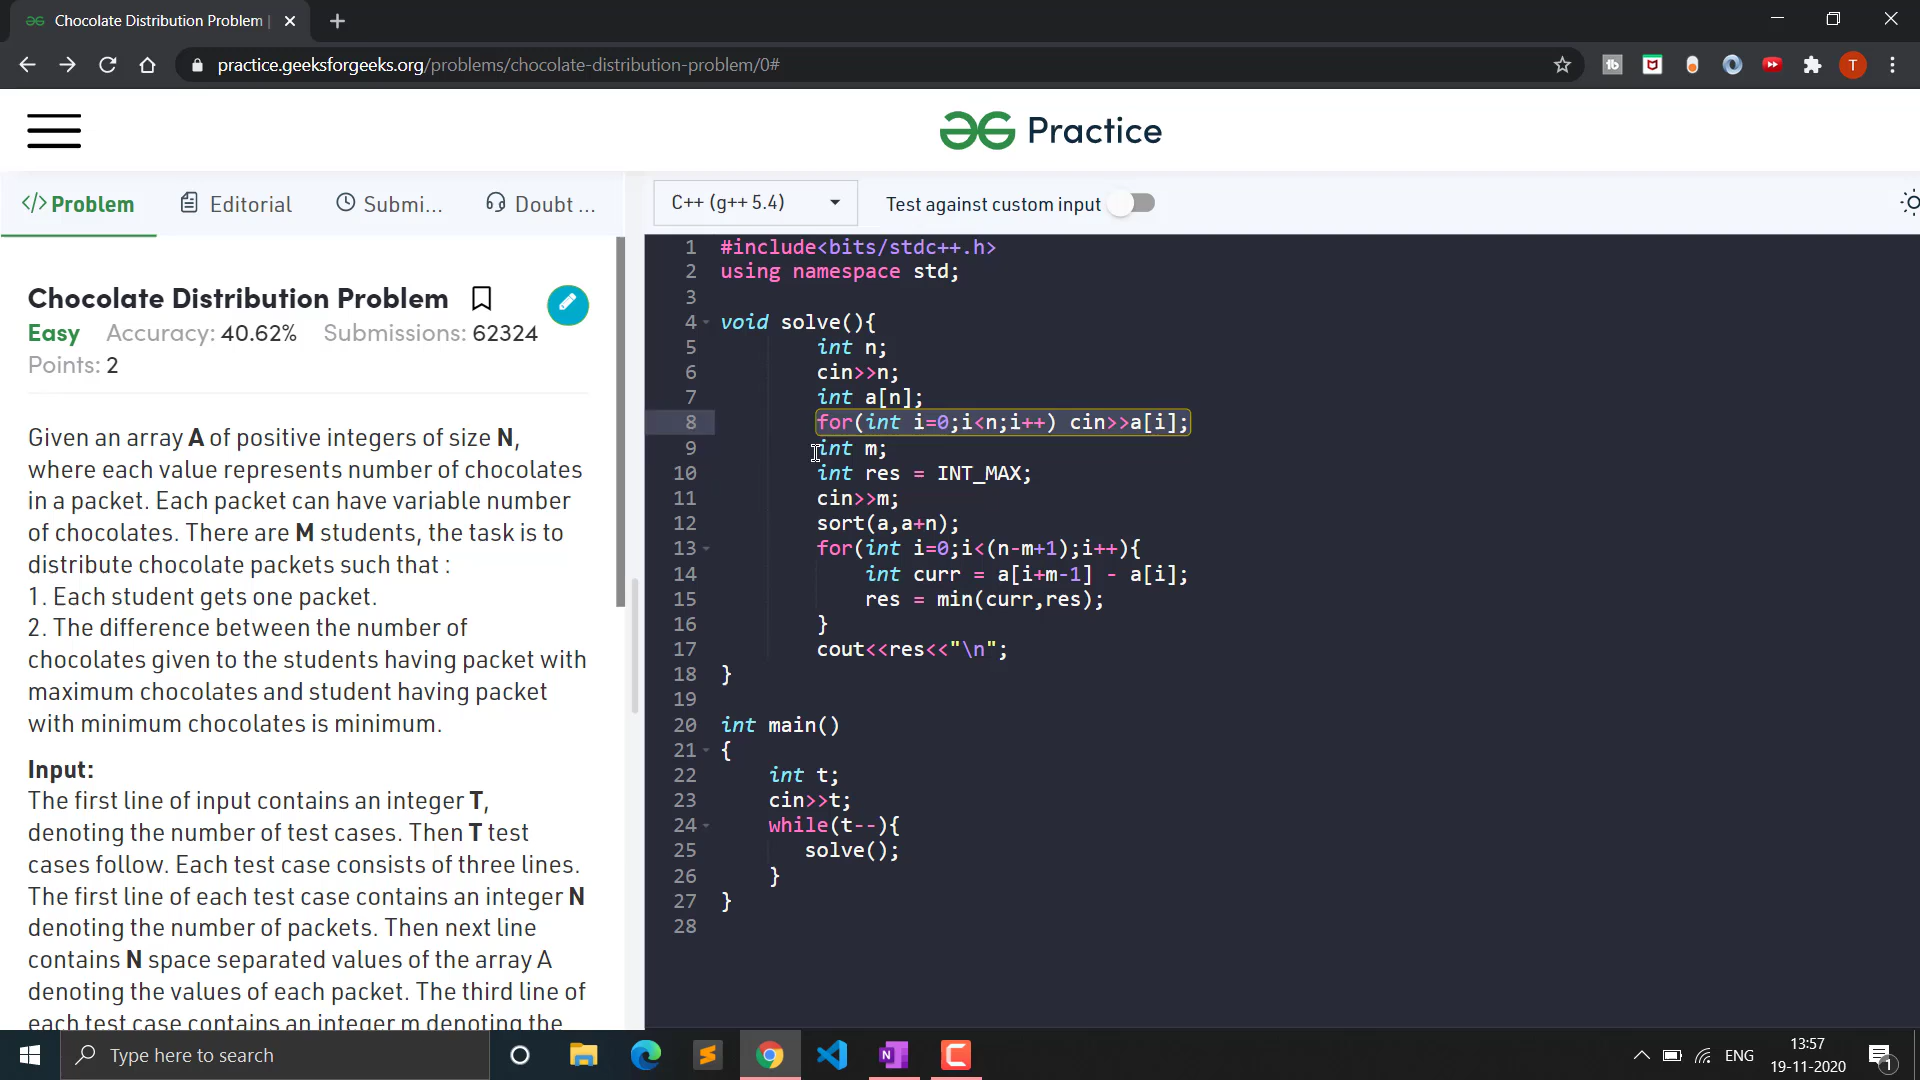 Chocolate Distribution Problem |
practice.geeksforgeeks.org/problems/chocolate-distribution-problem/0#
T
Practice
</> Problem
Editorial
Submi...
Doubt ...
C++ (g++ 5.4)
Test against custom input
Chocolate Distribution Problem
Easy Accuracy: 40.62% Submissions: 62324
Points: 2
Given an array A of positive integers of size N,
where each value represents number of chocolates
in a packet. Each packet can have variable number
of chocolates. There are M students, the task is to
distribute chocolate packets such that :
1. Each student gets one packet.
2. The difference between the number of
chocolates given to the students having packet with
maximum chocolates and student having packet
with minimum chocolates is minimum.
Input:
The first line of input contains an integer T,
denoting the number of test cases. Then T test
cases follow. Each test case consists of three lines.
The first line of each test case contains an integer N
denoting the number of packets. Then next line
contains N space separated values of the array A
denoting the values of each packet. The third line of
each test case contains an integer m denoting the
1 #include<bits/stdc++.h>
2 using namespace std;
3
4 void solve(){
5 int n;
6 cin>>n;
7 int a[n];
8 for(int i=0;i<n;i++) cin>>a[i];
9 int m;
10 int res = INT_MAX;
11 cin>>m;
12 sort(a,a+n);
13 for(int i=0;i<(n-m+1);i++){
14 int curr = a[i+m-1] - a[i];
15 res = min(curr,res);
16 }
17 cout<<res<<"\n";
18 }
19
20 int main()
21 {
22 int t;
23 cin>>t;
24 while(t--){
25 solve();
26 }
27 }
28
Type here to search
ENG
13:57
19-11-2020
1